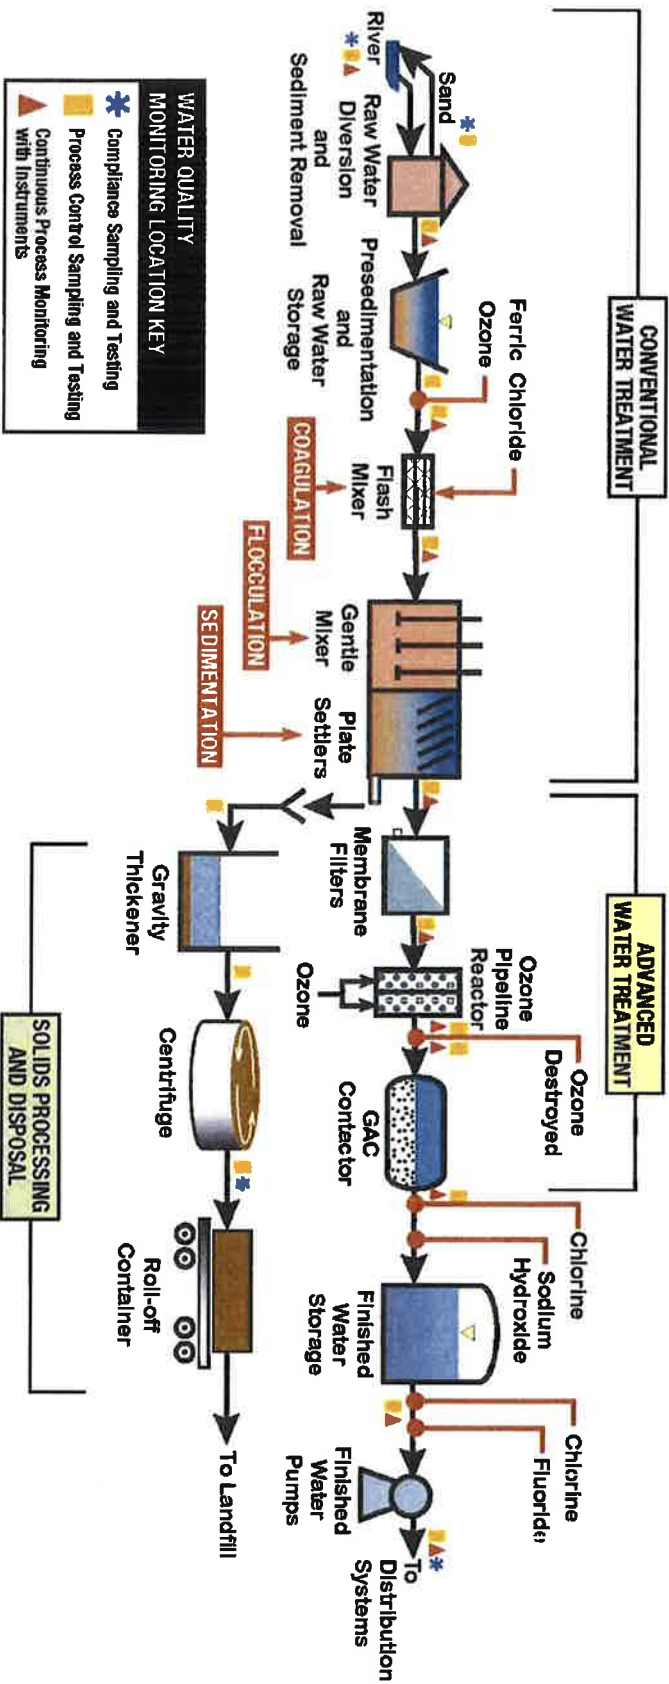 CONVENTIONAL
WATER TREATMENT
ADVANCED
WATER TREATMENT
Ferric Chloride
Ozone
Ozone
Destroyed
Chlorine
Sodium
Hydroxide
Chlorine
Fluoride
Sand
River
Raw Water
Diversion
and
Sediment Removal
Presedimentation
and
Raw Water
Storage
Flash
Mixer
COAGULATION
Gentle
Mixer
FLOCCULATION
Plate
Settlers
SEDIMENTATION
Membrane
Filters
Ozone
Pipeline
Reactor
Ozone
GAC
Contactor
Finished
Water
Storage
Finished
Water
Pumps
To
Distribution
Systems
Gravity
Thickener
Centrifuge
Roll-off
Container
To Landfill
SOLIDS PROCESSING
AND DISPOSAL
WATER QUALITY
MONITORING LOCATION KEY
Compliance Sampling and Testing
Process Control Sampling and Testing
Continuous Process Monitoring
with Instruments